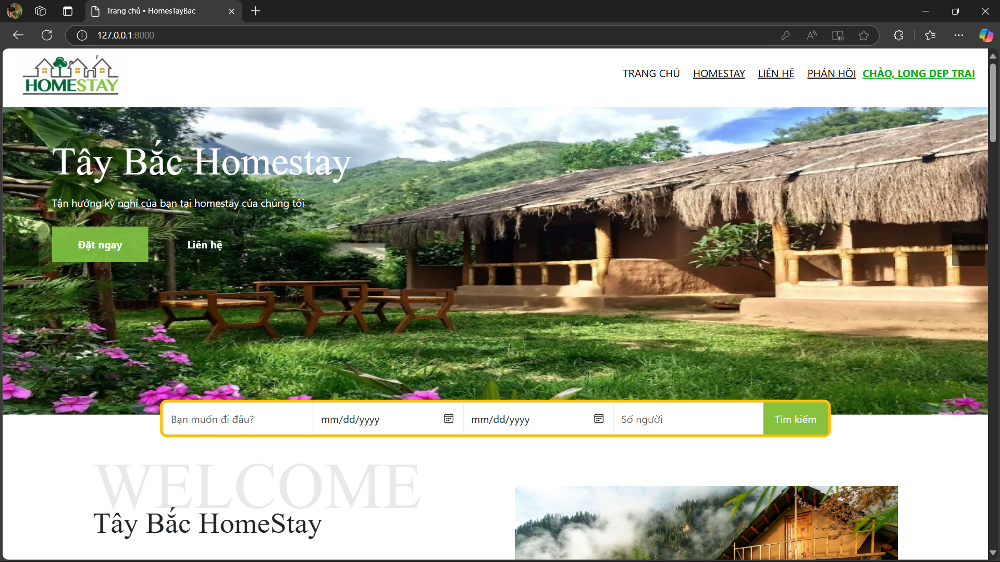 Trang chủ • HomesTayBac
127.0.0.1:8000
HOMESTAY
TRANG CHỦ HOMESTAY LIÊN HỆ PHẢN HỒI CHÀO, LONG DEP TRAI
Tây Bắc Homestay
Tận hưởng kỳ nghỉ của bạn tại homestay của chúng tôi
Đặt ngay Liên hệ
Bạn muốn đi đâu? mm/dd/yyyy mm/dd/yyyy Số người Tìm kiếm
WELCOME
Tây Bắc HomeStay